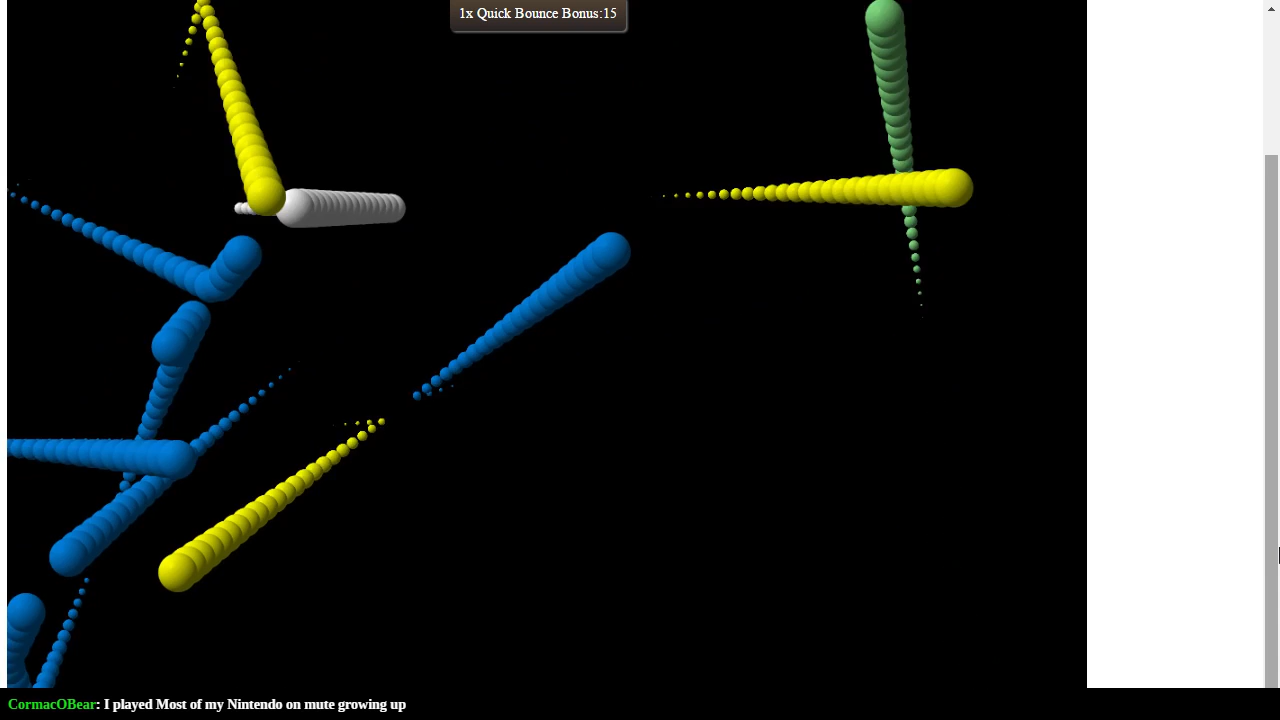 1x Quick Bounce Bonus:15
CormacOBear: I played Most of my Nintendo on mute growing up